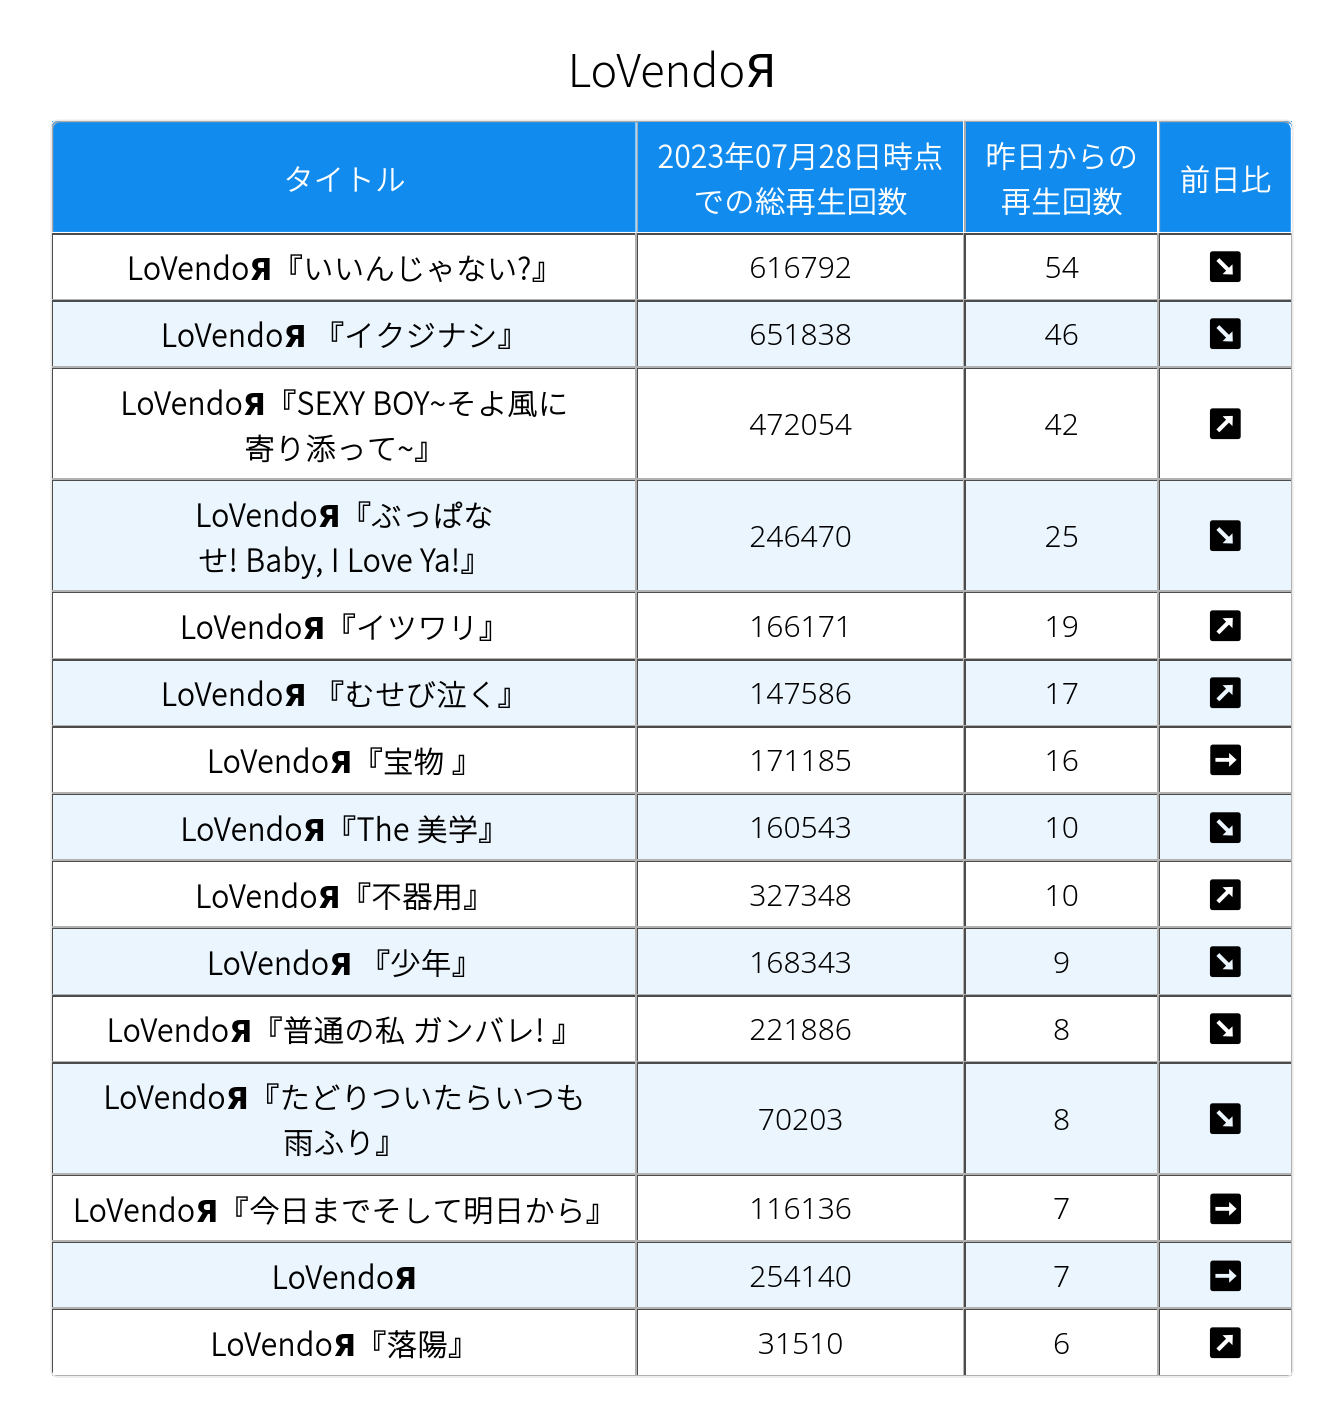 LoVendoЯ
タイトル
2023年07月28日時点
での総再生回数
昨日からの
再生回数
前日比
LoVendoЯ『いいんじゃない?』 616792 54 ↘
LoVendoЯ 『イクジナシ』 651838 46 ↘
LoVendoЯ『SEXY BOY~そよ風に
寄り添って~』
472054 42 ↗
LoVendoЯ『ぶっぱな
せ! Baby, I Love Ya!』
246470 25 ↘
LoVendoЯ『イツワリ』 166171 19 ↗
LoVendoЯ 『むせび泣く』 147586 17 ↗
LoVendoЯ『宝物 』 171185 16 →
LoVendoЯ『The 美学』 160543 10 ↘
LoVendoЯ『不器用』 327348 10 ↗
LoVendoЯ 『少年』 168343 9 ↘
LoVendoЯ『普通の私 ガンバレ! 』 221886 8 ↘
LoVendoЯ『たどりついたらいつも
雨ふり』
70203 8 ↘
LoVendoЯ『今日までそして明日から』 116136 7 →
LoVendoЯ 254140 7 →
LoVendoЯ『落陽』 31510 6 ↗